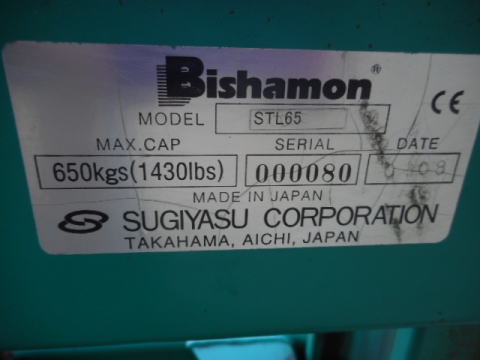 Bishamon®
MODEL STL65
MAX.CAP SERIAL DATE
650kgs(1430lbs) 000080
MADE IN JAPAN
SUGIYASU CORPORATION
TAKAHAMA, AICHI, JAPAN
CE